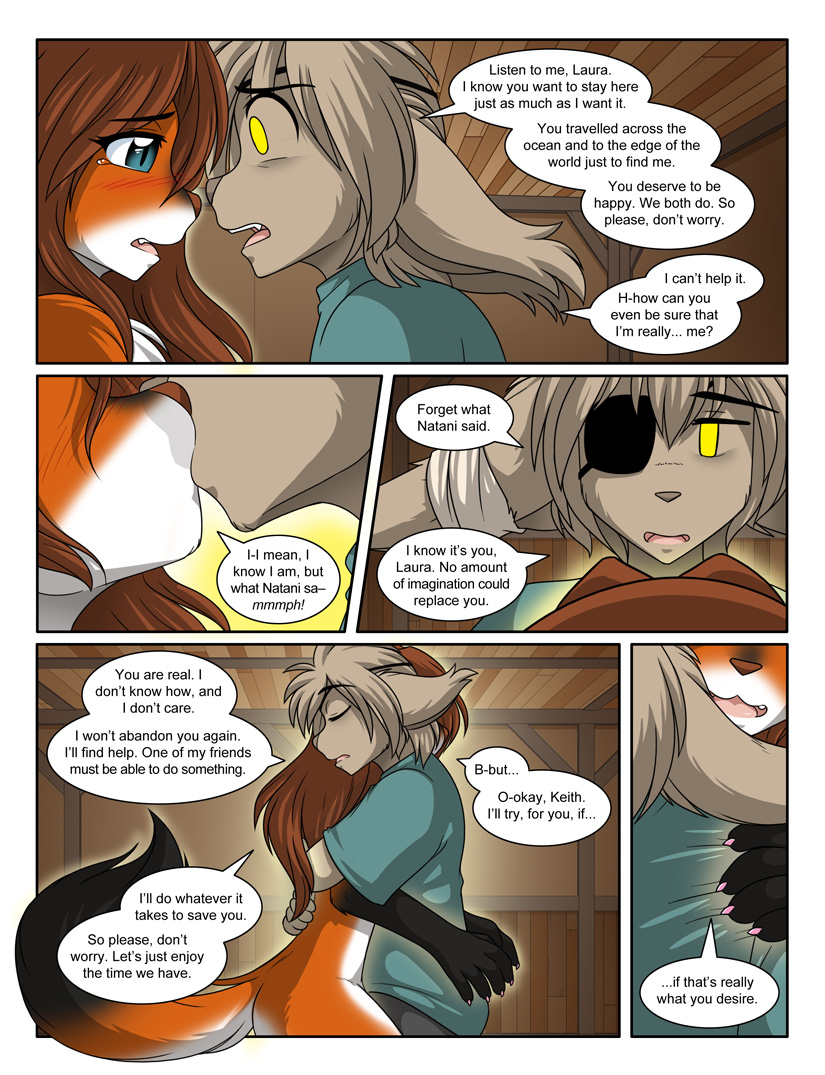 Listen to me, Laura.
I know you want to stay here
just as much as I want it.
You travelled across the
ocean and to the edge of the
world just to find me.
You deserve to be
happy. We both do. So
please, don't worry.
I can't help it.
H-how can you
even be sure that
I'm really... me?
I-I mean, I
know I am, but
what Natani sa–
mmmph!
Forget what
Natani said.
I know it's you,
Laura. No amount
of imagination could
replace you.
You are real. I
don't know how, and
I don't care.
I won't abandon you again.
I'll find help. One of my friends
must be able to do something.
B-but...
O-okay, Keith.
I'll try, for you, if...
I'll do whatever it
takes to save you.
So please, don't
worry. Let's just enjoy
the time we have.
...if that's really
what you desire.